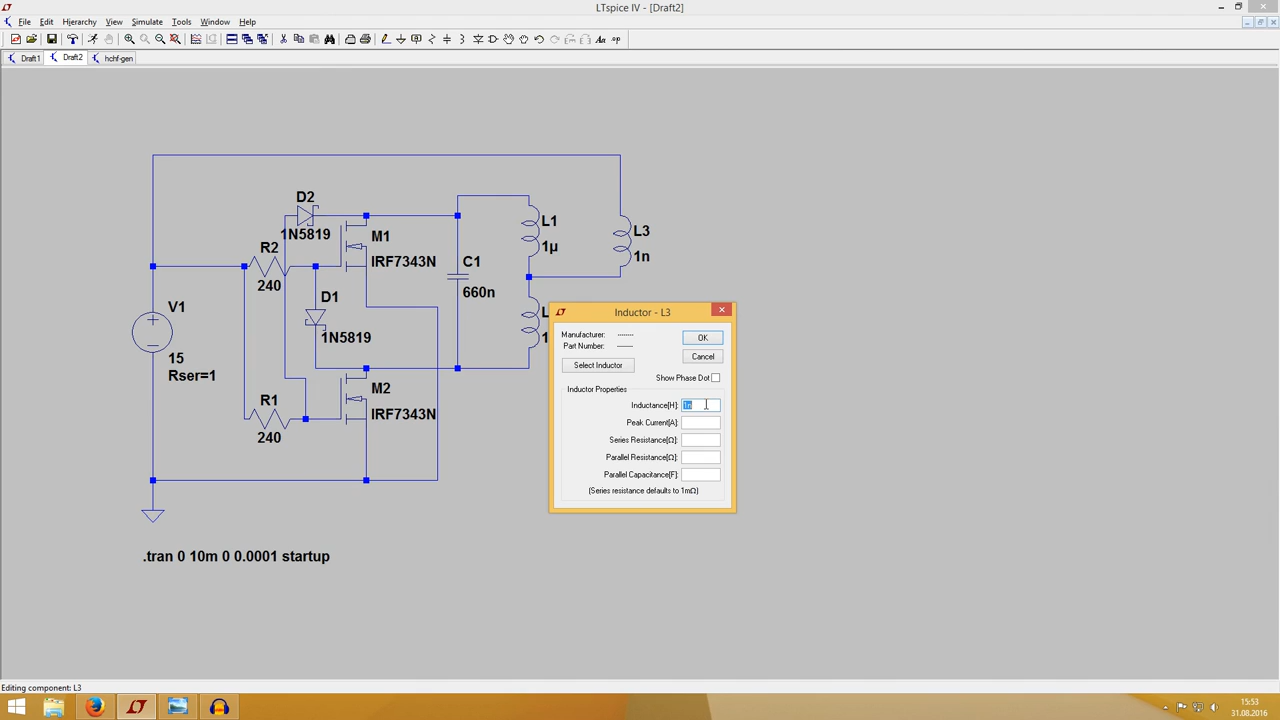 LTspice IV - [Draft2]
File Edit Hierarchy View Simulate Tools Window Help
Draft1 Draft2 hchf-gen
D2
1N5819
M1
IRF7343N
R2
240
L1
1µ
L3
1n
C1
660n
D1
1N5819
V1
15
Rser=1
M2
IRF7343N
R1
240
L
1
.tran 0 10m 0 0.0001 startup
Inductor - L3
Manufacturer: --------
Part Number: ------
OK
Cancel
Select Inductor
Show Phase Dot
Inductor Properties
Inductance[H]: 1n
Peak Current[A]:
Series Resistance[Ω]:
Parallel Resistance[Ω]:
Parallel Capacitance[F]:
(Series resistance defaults to 1mΩ)
Editing component: L3
15:53
31.08.2016